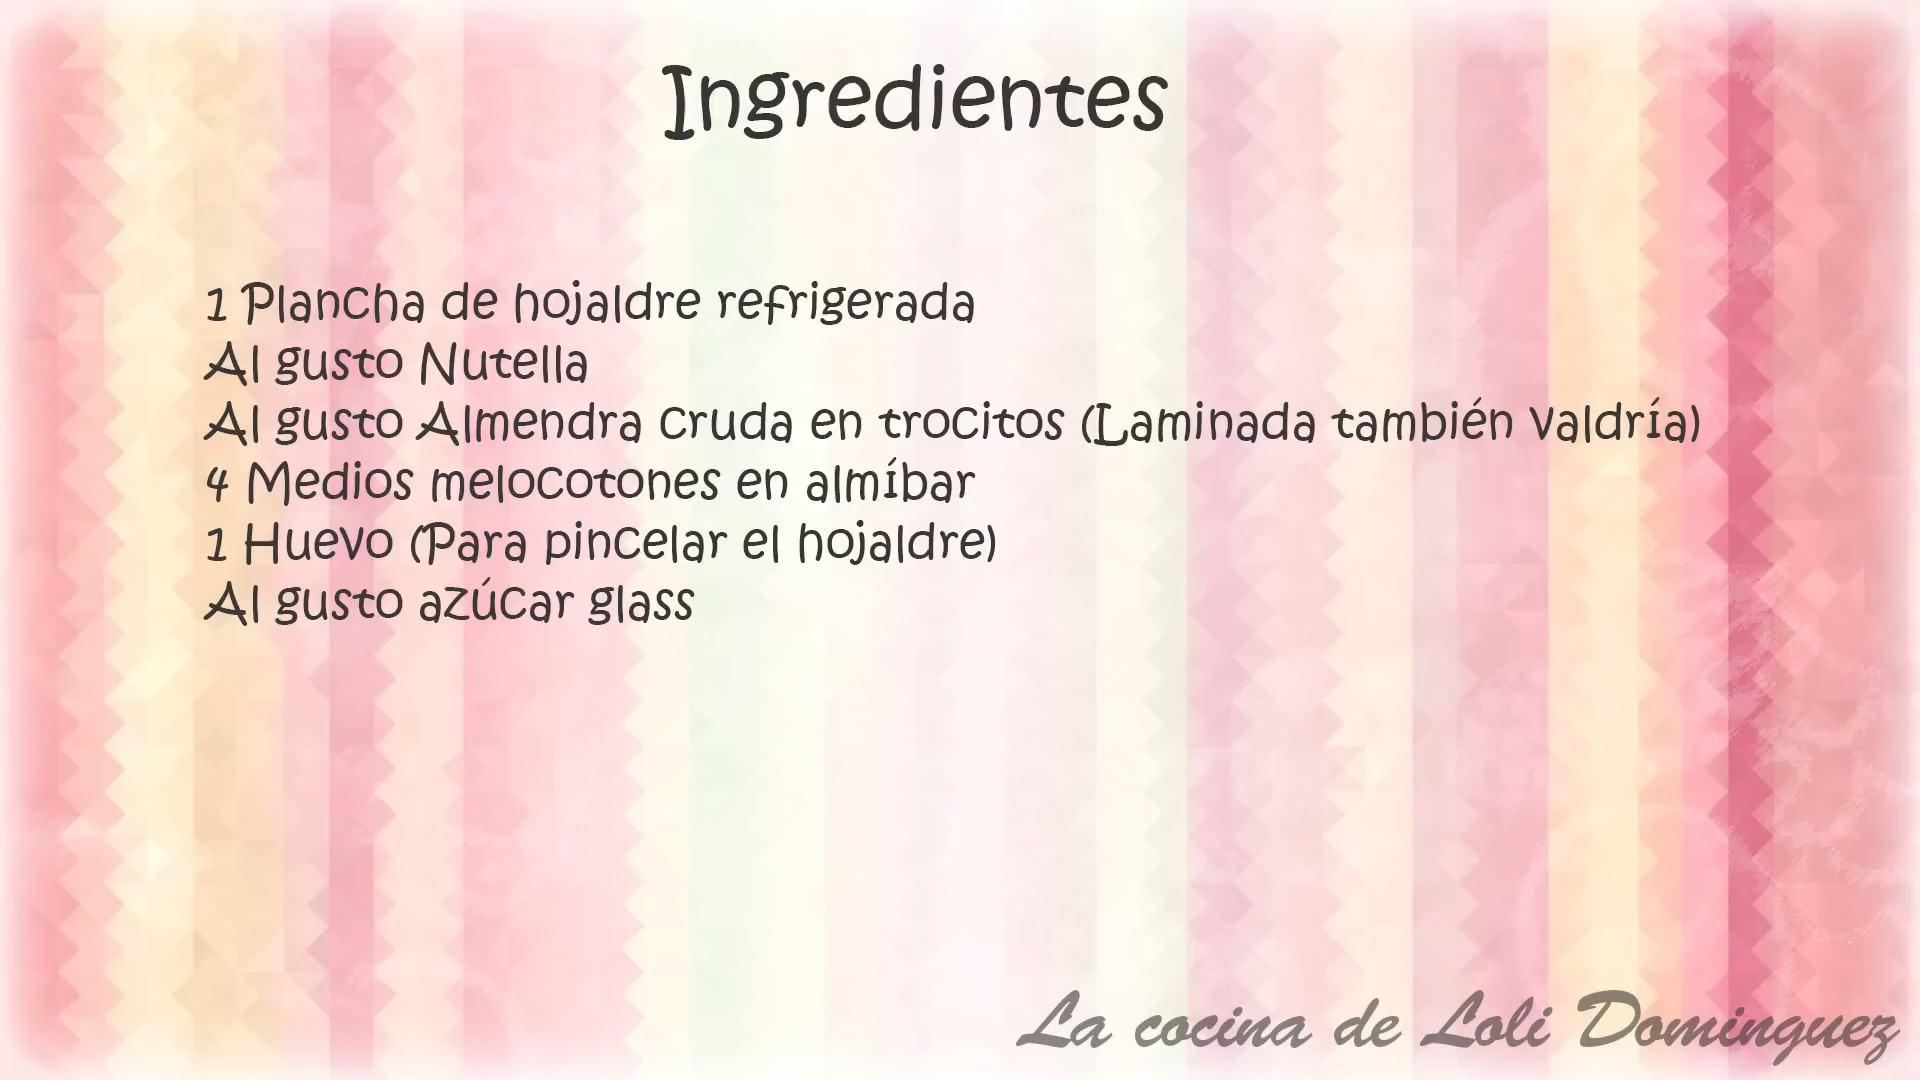 Ingredientes
1 Plancha de hojaldre refrigerada
Al gusto Nutella
Al gusto Almendra cruda en trocitos (Laminada también valdría)
4 Medios melocotones en almíbar
1 Huevo (Para pincelar el hojaldre)
Al gusto azúcar glass
La cocina de Loli Dominguez